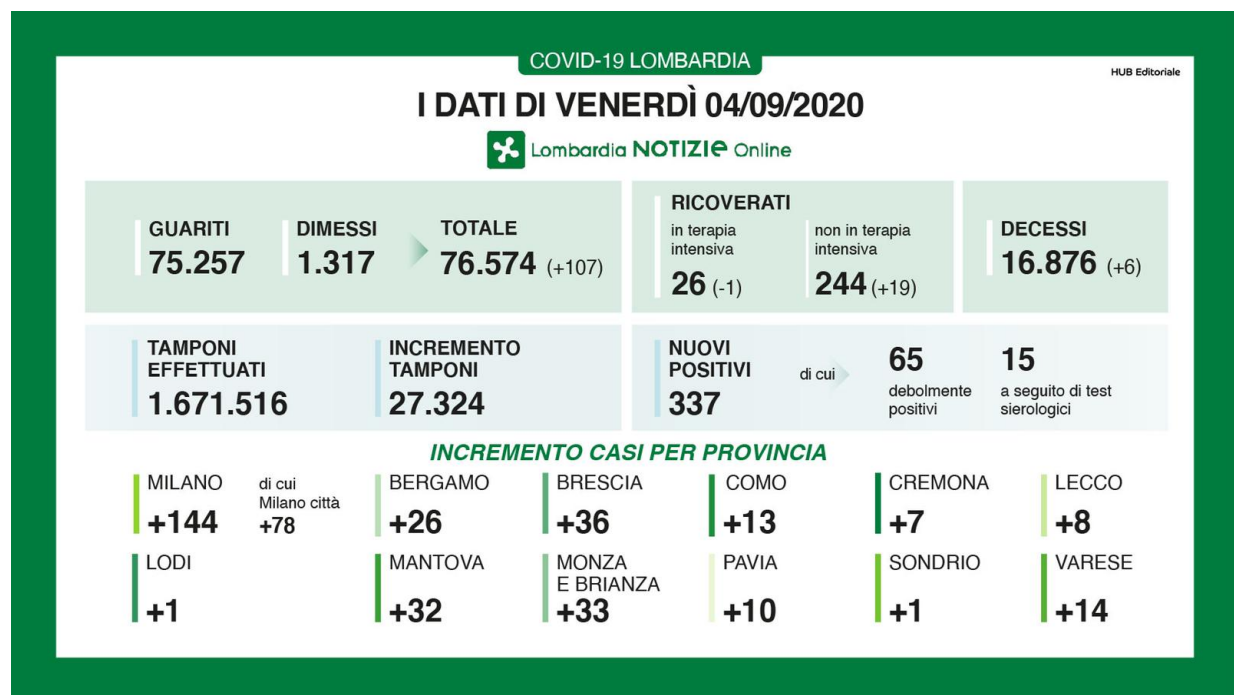 COVID-19 LOMBARDIA
HUB Editoriale
I DATI DI VENERDÌ 04/09/2020
Lombardia NOTIZIe Online
GUARITI
75.257
DIMESSI
1.317
TOTALE
76.574 (+107)
RICOVERATI
in terapia
intensiva
26 (-1)
non in terapia
intensiva
244 (+19)
DECESSI
16.876 (+6)
TAMPONI
EFFETTUATI
1.671.516
INCREMENTO
TAMPONI
27.324
NUOVI
POSITIVI
337
di cui
65
debolmente
positivi
15
a seguito di test
sierologici
INCREMENTO CASI PER PROVINCIA
MILANO
+144
di cui
Milano città
+78
BERGAMO
+26
BRESCIA
+36
COMO
+13
CREMONA
+7
LECCO
+8
LODI
+1
MANTOVA
+32
MONZA
E BRIANZA
+33
PAVIA
+10
SONDRIO
+1
VARESE
+14